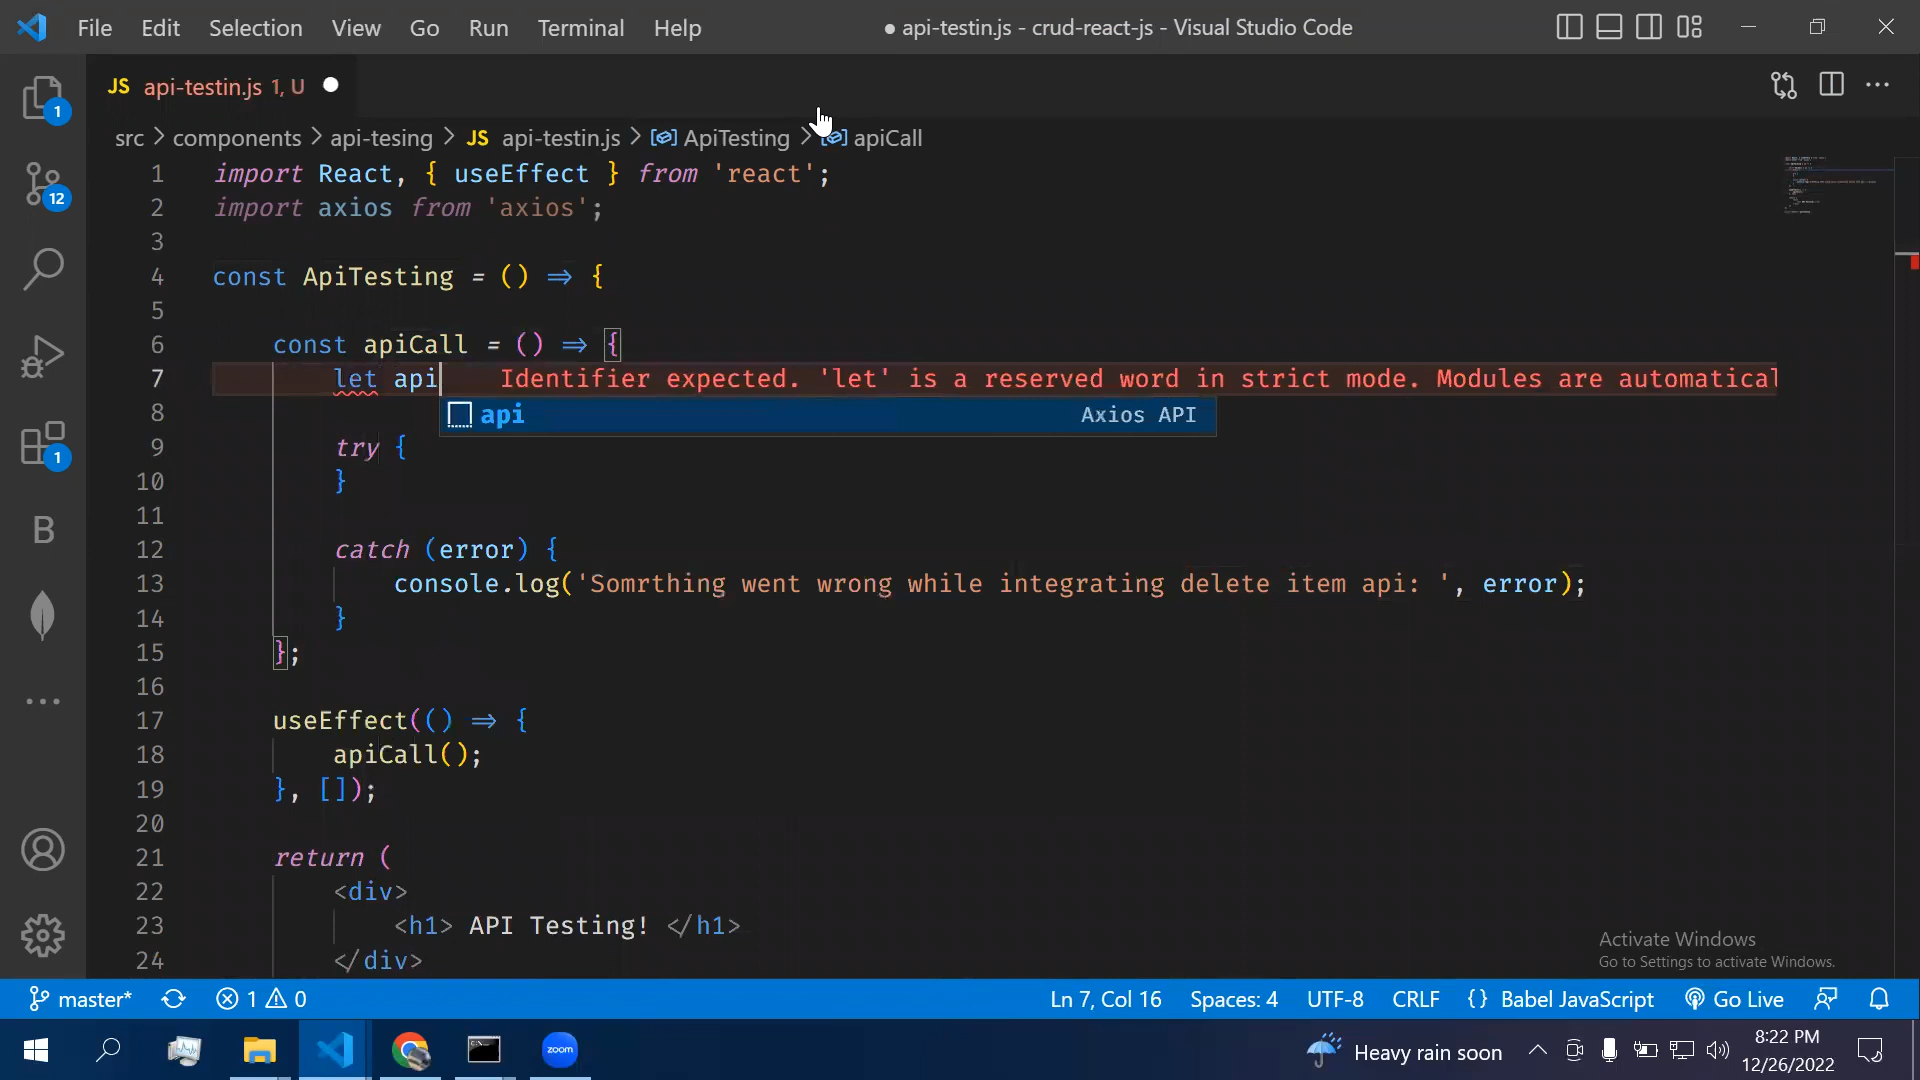 File Edit Selection View Go Run Terminal Help ● api-testin.js - crud-react-js - Visual Studio Code
JS api-testin.js 1, U
src > components > api-tesing > JS api-testin.js > ApiTesting > apiCall
1 import React, { useEffect } from 'react';
2 import axios from 'axios';
3
4 const ApiTesting = () => {
5
6 const apiCall = () => {
7 let api Identifier expected. 'let' is a reserved word in strict mode. Modules are automatical
api Axios API
8
9 try {
10 }
11
12 catch (error) {
13 console.log('Somrthing went wrong while integrating delete item api: ', error);
14 }
15 };
16
17 useEffect(() => {
18 apiCall();
19 }, []);
20
21 return (
22 <div>
23 <h1> API Testing! </h1>
24 </div>
1
12
1
B
Activate Windows
Go to Settings to activate Windows.
master* 1 0 Ln 7, Col 16 Spaces: 4 UTF-8 CRLF {} Babel JavaScript Go Live
zoom Heavy rain soon 8:22 PM
12/26/2022